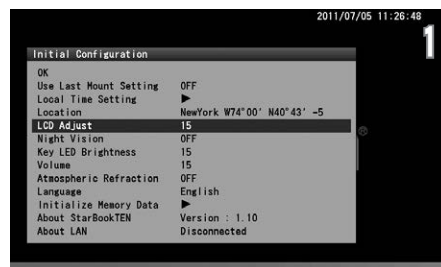 2011/07/05 11:26:48
1
Initial Configuration
OK
Use Last Mount Setting OFF
Local Time Setting ▶
Location NewYork W74°00' N40°43' -5
LCD Adjust 15
Night Vision OFF
Key LED Brightness 15
Volume 15
Atmospheric Refraction OFF
Language English
Initialize Memory Data ▶
About StarBookTEN Version : 1.10
About LAN Disconnected
®